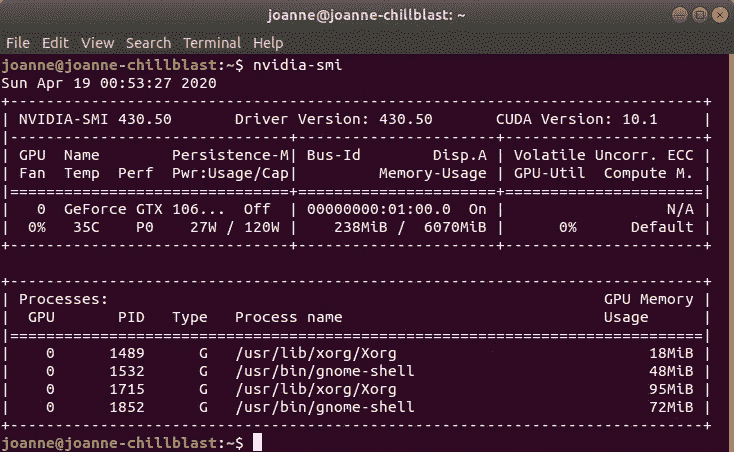 joanne@joanne-chillblast: ~
File Edit View Search Terminal Help
joanne@joanne-chillblast:~$ nvidia-smi
Sun Apr 19 00:53:27 2020
+-----------------------------------------------------------------------------+
| NVIDIA-SMI 430.50       Driver Version: 430.50       CUDA Version: 10.1     |
|-------------------------------+----------------------+----------------------+
| GPU  Name        Persistence-M| Bus-Id        Disp.A | Volatile Uncorr. ECC |
| Fan  Temp  Perf  Pwr:Usage/Cap|         Memory-Usage | GPU-Util  Compute M. |
|===============================+======================+======================|
|   0  GeForce GTX 106...  Off  | 00000000:01:00.0  On |                  N/A |
|  0%   35C    P0    27W / 120W |    238MiB /  6070MiB |      0%      Default |
+-------------------------------+----------------------+----------------------+
+-----------------------------------------------------------------------------+
| Processes:                                                       GPU Memory |
|  GPU       PID   Type   Process name                             Usage      |
|=============================================================================|
|    0      1489      G   /usr/lib/xorg/Xorg                            18MiB |
|    0      1532      G   /usr/bin/gnome-shell                          48MiB |
|    0      1715      G   /usr/lib/xorg/Xorg                            95MiB |
|    0      1852      G   /usr/bin/gnome-shell                          72MiB |
+-----------------------------------------------------------------------------+
joanne@joanne-chillblast:~$